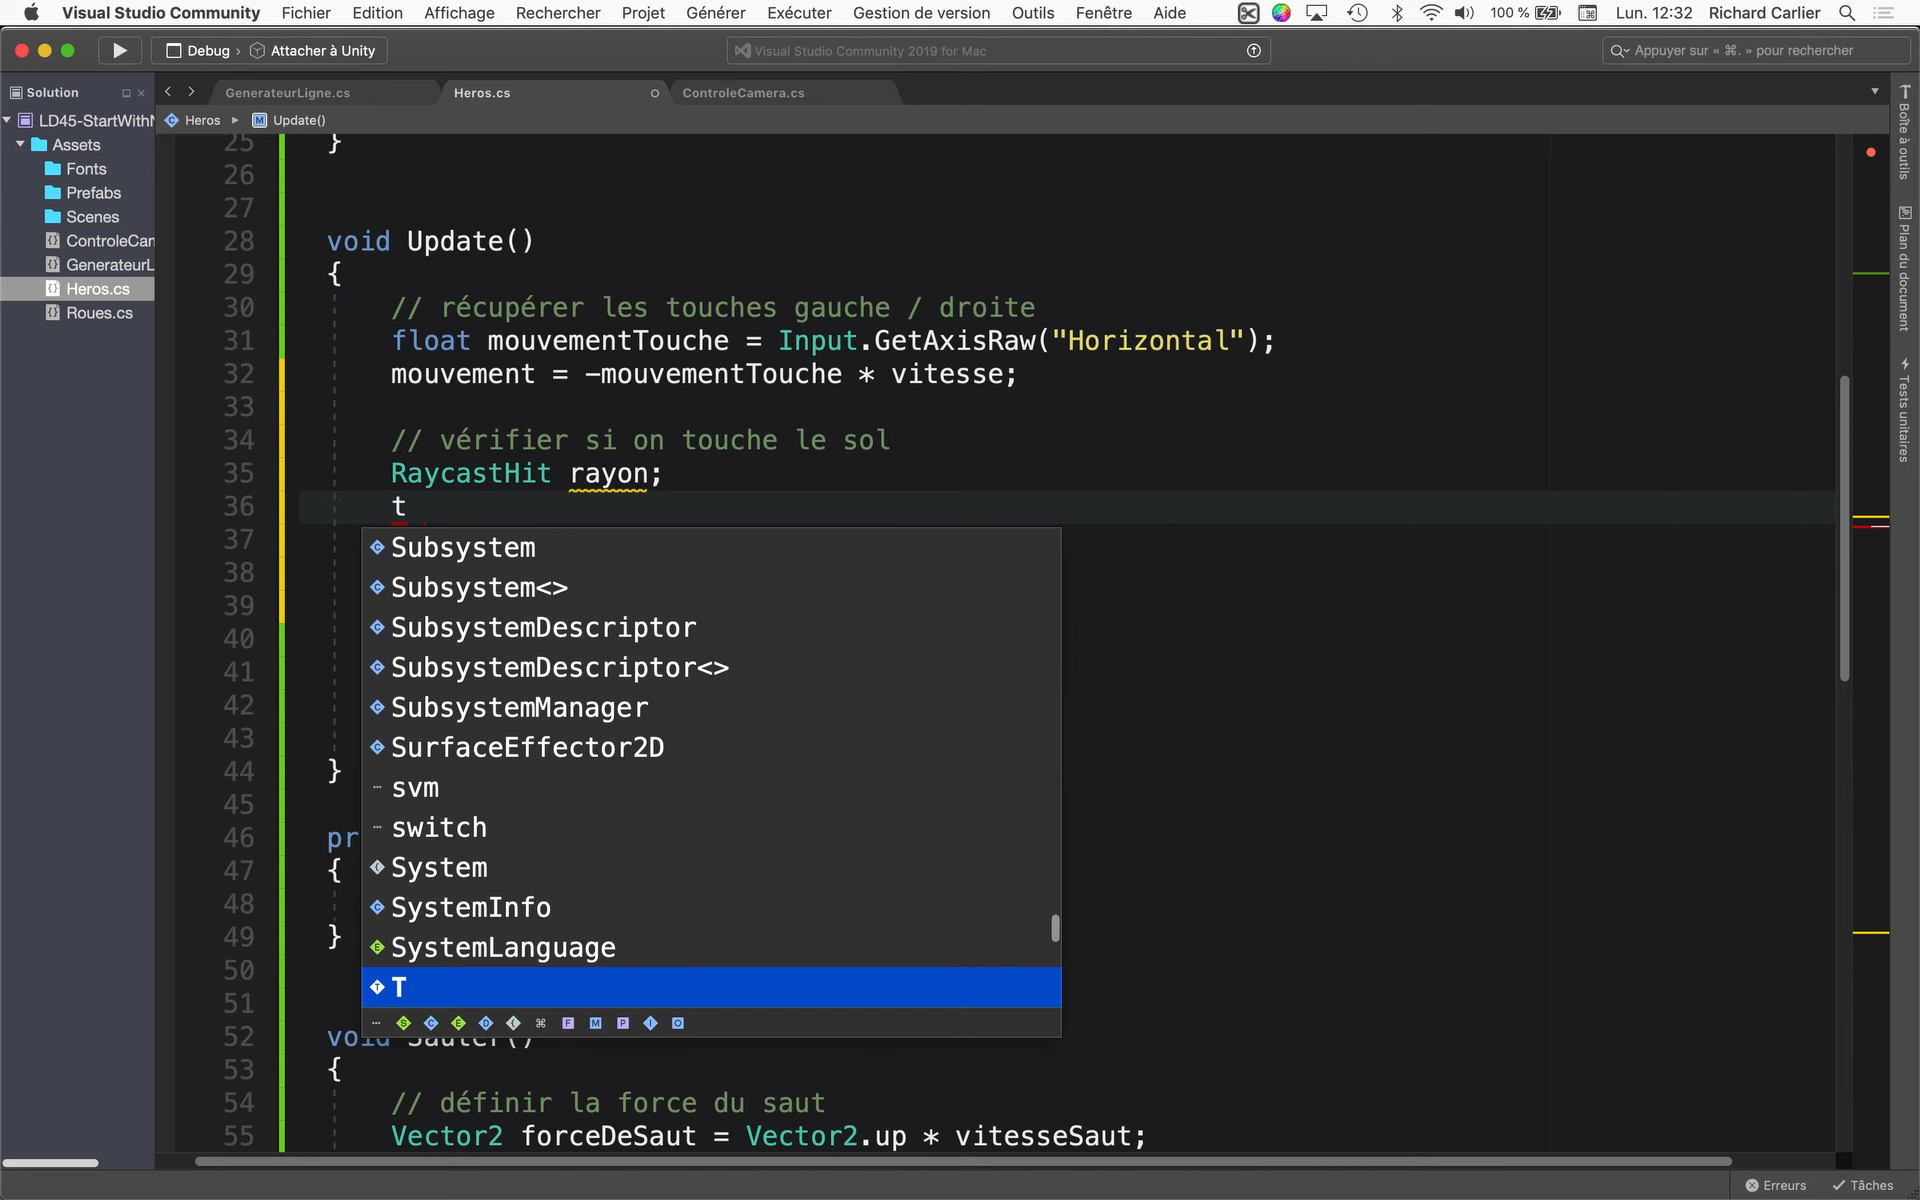 Visual Studio Community Fichier Edition Affichage Rechercher Projet Générer Exécuter Gestion de version Outils Fenêtre Aide 100 % Lun. 12:32 Richard Carlier
Debug › Attacher à Unity
Visual Studio Community 2019 for Mac
Appuyer sur « ⌘. » pour rechercher
Solution
GenerateurLigne.cs
Heros.cs
ControleCamera.cs
LD45-StartWithN
Heros ▸ Update()
Assets
Fonts
Prefabs
Scenes
ControleCam
GenerateurL
Heros.cs
Roues.cs
25 }
26
27
28 void Update()
29 {
30 // récupérer les touches gauche / droite
31 float mouvementTouche = Input.GetAxisRaw("Horizontal");
32 mouvement = -mouvementTouche * vitesse;
33
34 // vérifier si on touche le sol
35 RaycastHit rayon;
36 t
37
38
39
40
41
42
43
44 }
45
46 pr
47 {
48
49 }
50
51
52 void Sauter()
53 {
54 // définir la force du saut
55 Vector2 forceDeSaut = Vector2.up * vitesseSaut;
Subsystem
Subsystem<>
SubsystemDescriptor
SubsystemDescriptor<>
SubsystemManager
SurfaceEffector2D
svm
switch
System
SystemInfo
SystemLanguage
T
Boîte à outils
Plan du document
Tests unitaires
Erreurs
Tâches